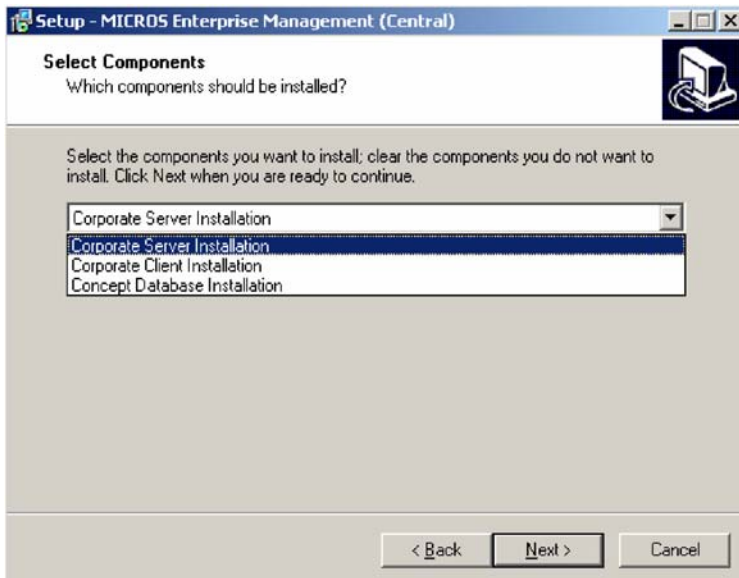 Setup - MICROS Enterprise Management (Central)
Select Components
Which components should be installed?
Select the components you want to install; clear the components you do not want to
install. Click Next when you are ready to continue.
Corporate Server Installation
Corporate Server Installation
Corporate Client Installation
Concept Database Installation
< Back
Next >
Cancel